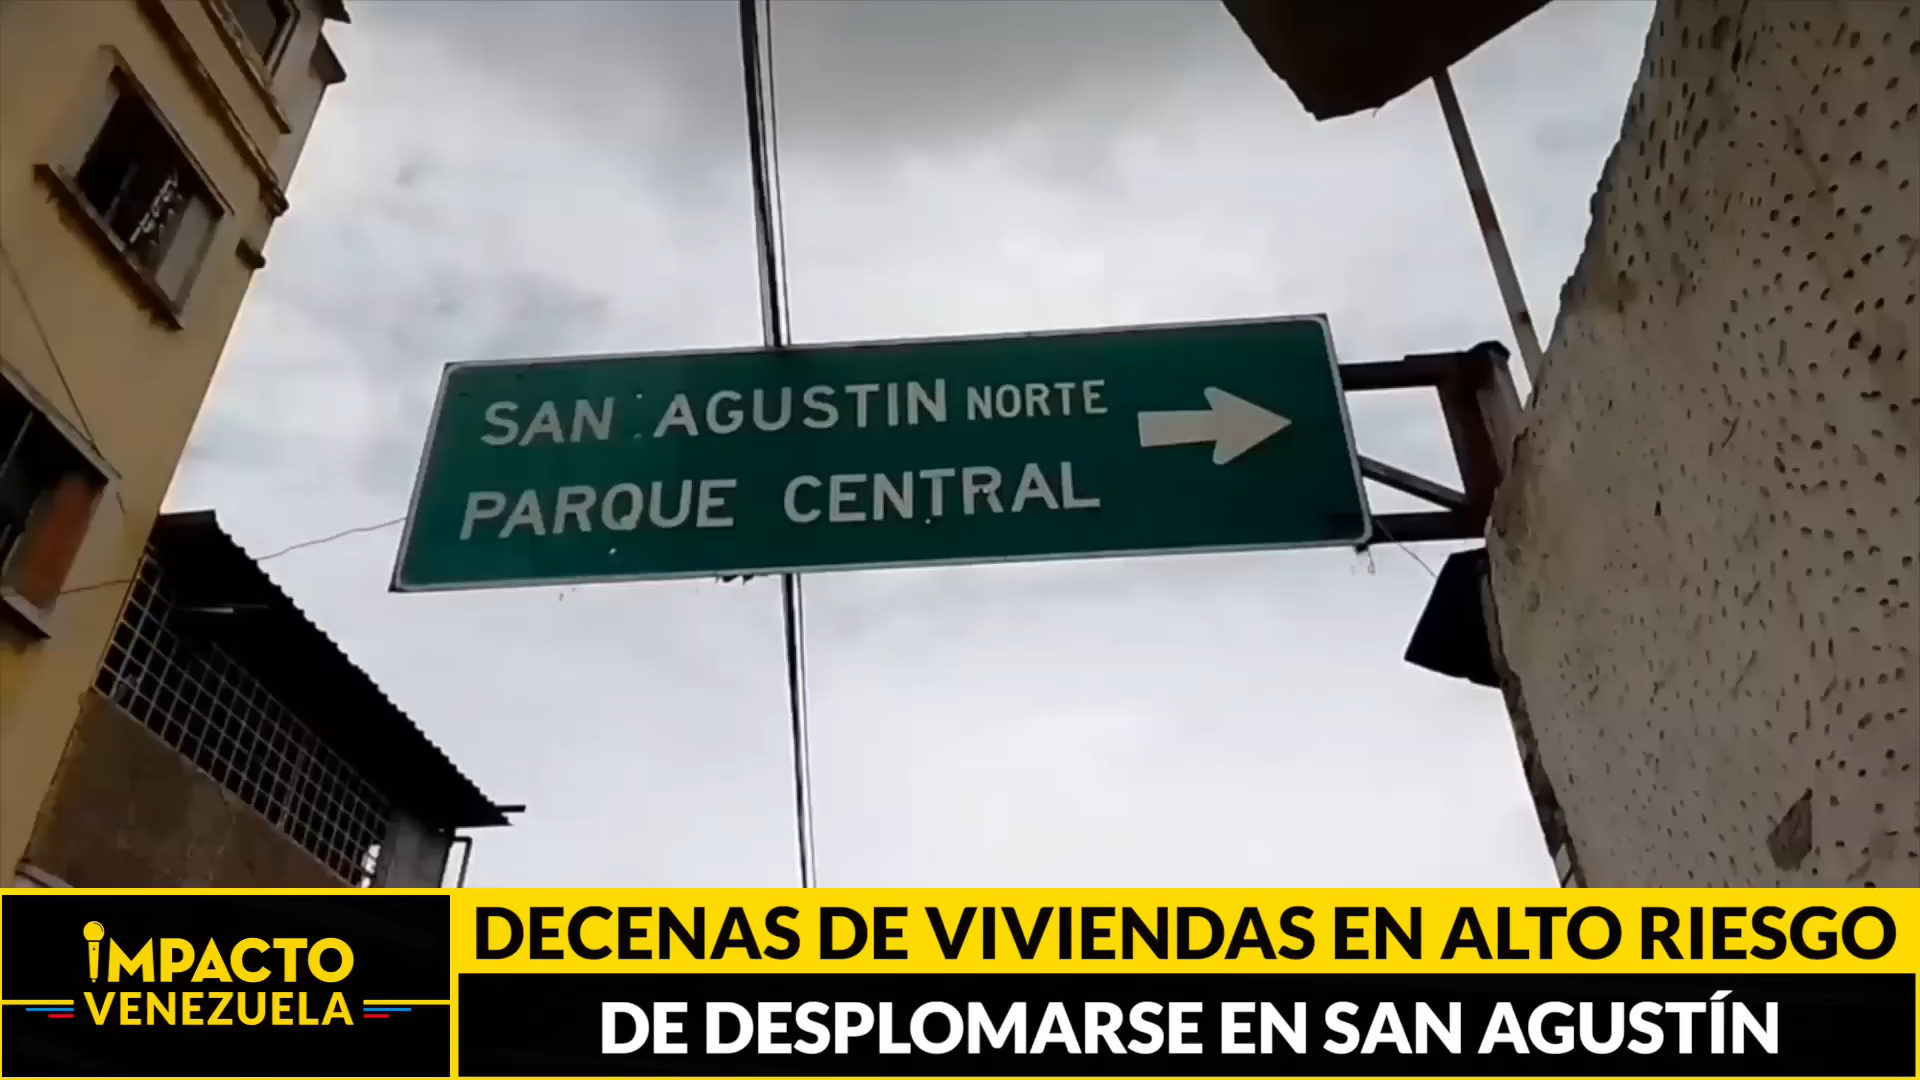 SAN AGUSTIN NORTE
PARQUE CENTRAL
IMPACTO
VENEZUELA
DECENAS DE VIVIENDAS EN ALTO RIESGO
DE DESPLOMARSE EN SAN AGUSTÍN